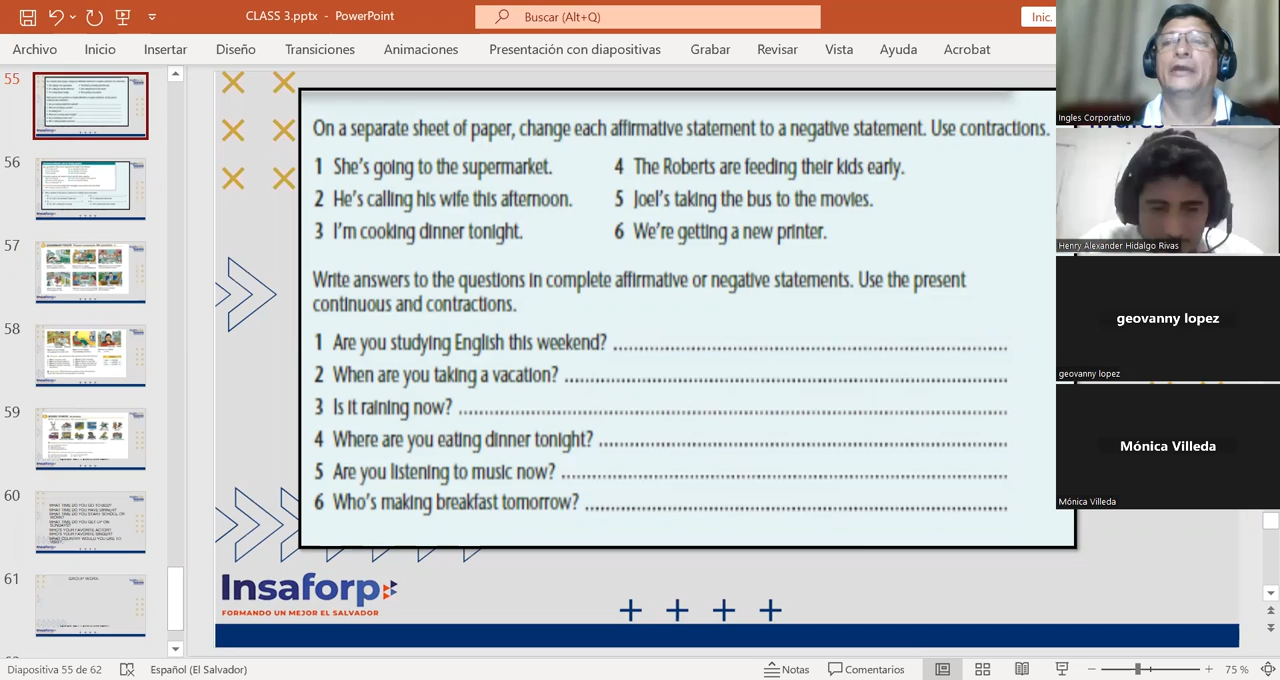 CLASS 3.pptx - PowerPoint
Buscar (Alt+Q)
Inic.
Archivo Inicio Insertar Diseño Transiciones Animaciones Presentación con diapositivas Grabar Revisar Vista Ayuda Acrobat
55
56
57
58
59
60
61
On a separate sheet of paper, change each affirmative statement to a negative statement. Use contractions.
1 She's going to the supermarket.
2 He's calling his wife this afternoon.
3 I'm cooking dinner tonight.
4 The Roberts are feeding their kids early.
5 Joel's taking the bus to the movies.
6 We're getting a new printer.
Write answers to the questions in complete affirmative or negative statements. Use the present
continuous and contractions.
1 Are you studying English this weekend?
2 When are you taking a vacation?
3 Is it raining now?
4 Where are you eating dinner tonight?
5 Are you listening to music now?
6 Who's making breakfast tomorrow?
Insaforp
FORMANDO UN MEJOR EL SALVADOR
Ingles Corporativo
Henry Alexander Hidalgo Rivas
geovanny lopez
geovanny lopez
Mónica Villeda
Mónica Villeda
WHAT TIME DO YOU GO TO BED?
GROUP WORK
Diapositiva 55 de 62
Español (El Salvador)
Notas
Comentarios
75 %